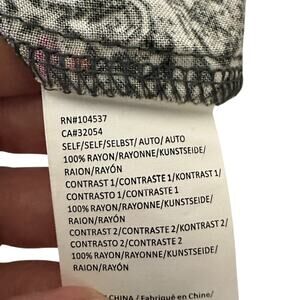 RN#104537
CA#32054
SELF/SELF/SELBST/ AUTO/ AUTO
100% RAYON/RAYONNE/KUNSTSEIDE/
RAION/RAYÓN
CONTRAST 1/CONTRASTE 1/KONTRAST 1/
CONTRASTO 1/CONTRASTE 1
100% RAYON/RAYONNE/KUNSTSEIDE/
RAION/RAYÓN
CONTRAST 2/CONTRASTE 2/KONTRAST 2/
CONTRASTO 2/CONTRASTE 2
100% RAYON/RAYONNE/KUNSTSEIDE/
RAION/RAYÓN
CHINA / Fabriqué en Chine/